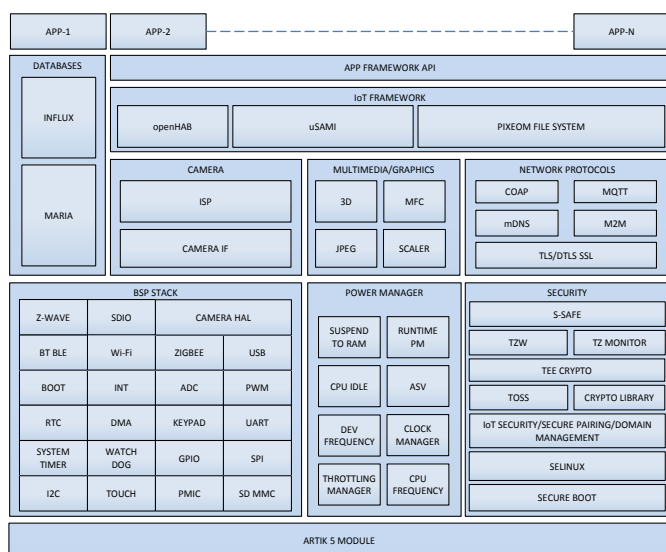 APP-1
APP-2
APP-N
DATABASES
INFLUX
MARIA
APP FRAMEWORK API
IoT FRAMEWORK
openHAB
uSAMI
PIXEOM FILE SYSTEM
CAMERA
ISP
CAMERA IF
MULTIMEDIA/GRAPHICS
3D
MFC
JPEG
SCALER
NETWORK PROTOCOLS
COAP
MQTT
mDNS
M2M
TLS/DTLS SSL
BSP STACK
Z-WAVE
SDIO
CAMERA HAL
BT BLE
Wi-Fi
ZIGBEE
USB
BOOT
INT
ADC
PWM
RTC
DMA
KEYPAD
UART
SYSTEM
TIMER
WATCH
DOG
GPIO
SPI
I2C
TOUCH
PMIC
SD MMC
POWER MANAGER
SUSPEND
TO RAM
RUNTIME
PM
CPU IDLE
ASV
DEV
FREQUENCY
CLOCK
MANAGER
THROTTLING
MANAGER
CPU
FREQUENCY
SECURITY
S-SAFE
TZW
TZ MONITOR
TEE CRYPTO
TOSS
CRYPTO LIBRARY
IoT SECURITY/SECURE PAIRING/DOMAIN
MANAGEMENT
SELINUX
SECURE BOOT
ARTIK 5 MODULE